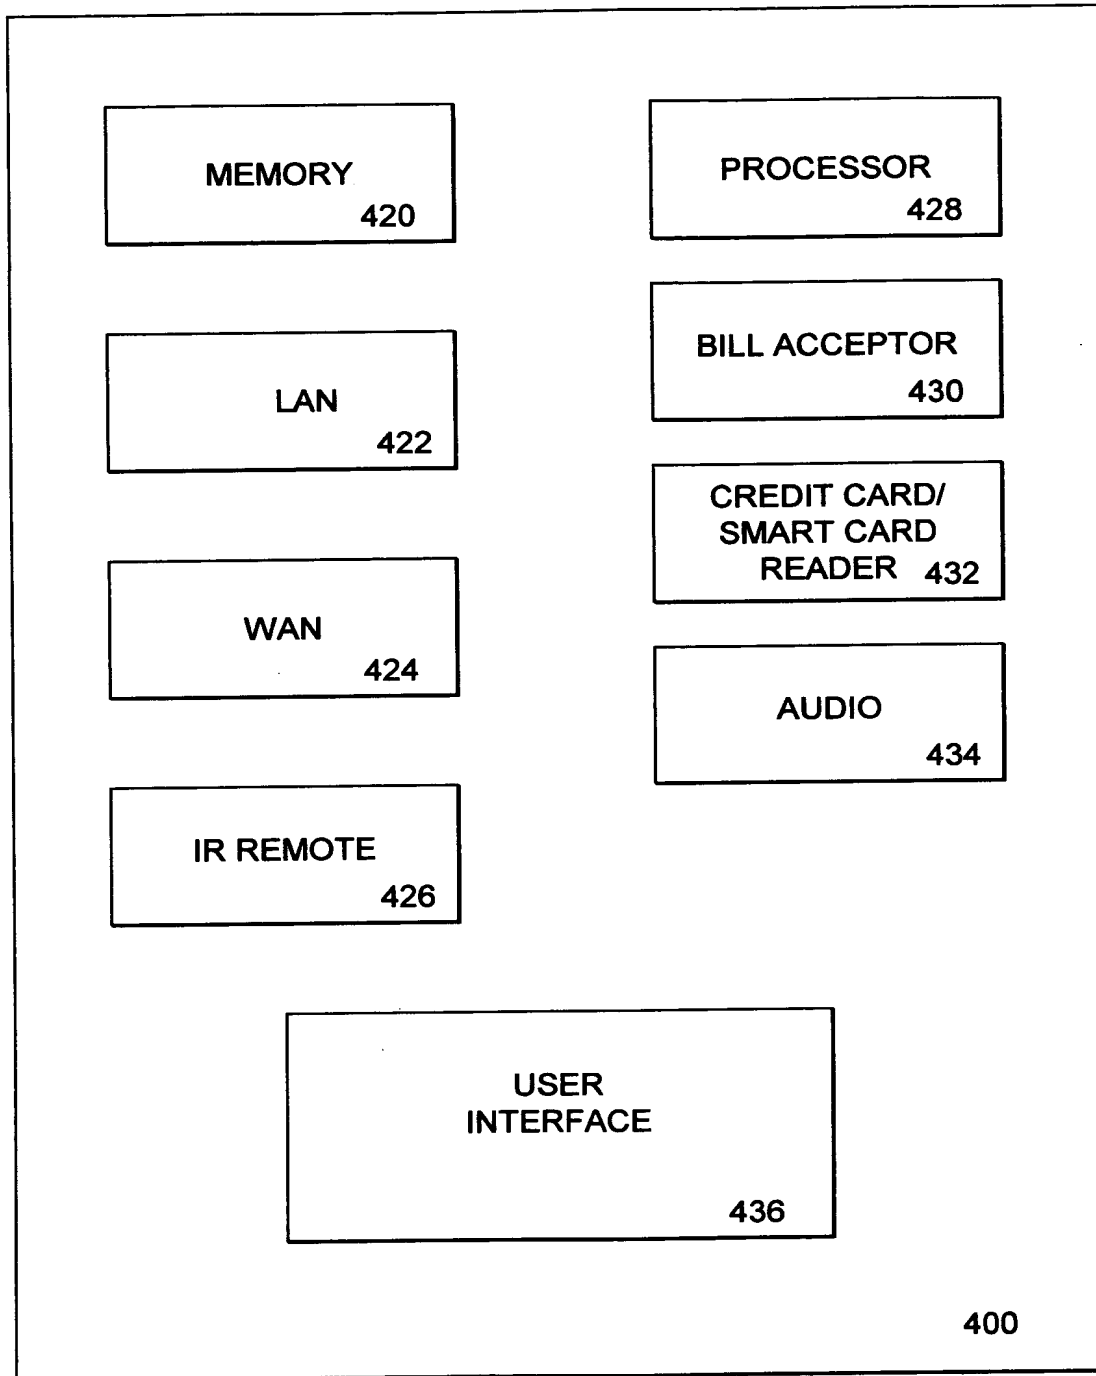 MEMORY
420
LAN
422
WAN
424
IR REMOTE
426
PROCESSOR
428
BILL ACCEPTOR
430
CREDIT CARD/
SMART CARD
READER 432
AUDIO
434
USER
INTERFACE
436
400